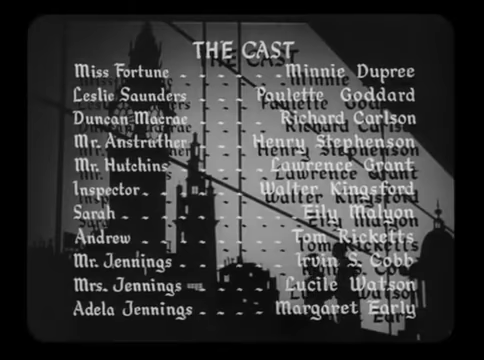 THE CAST
Miss Fortune - - - - - - Minnie Dupree
Leslie Saunders - - - - Paulette Goddard
Duncan Macrae - - - - - Richard Carlson
Mr. Anstruther - - - Henry Stephenson
Mr. Hutchins - - - - - Lawrence Grant
Inspector - - - - - - Walter Kingsford
Sarah - - - - - - - - - Eily Malyon
Andrew - - - - - - - - Tom Ricketts
Mr. Jennings - - - - - Irvin S. Cobb
Mrs. Jennings - - - - - Lucile Watson
Adela Jennings - - - - Margaret Early